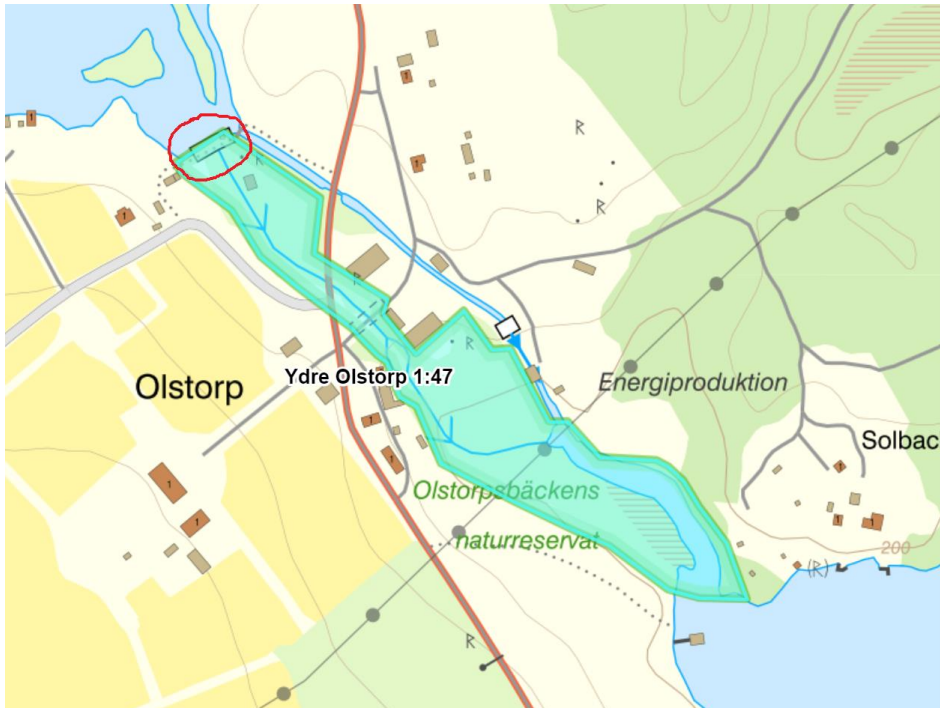 R
R
R
R
Ydre Olstorp 1:47
R
Olstorp
Energiproduktion
Solbac
Olstorpsbäckens
naturreservat
200
(R)
R